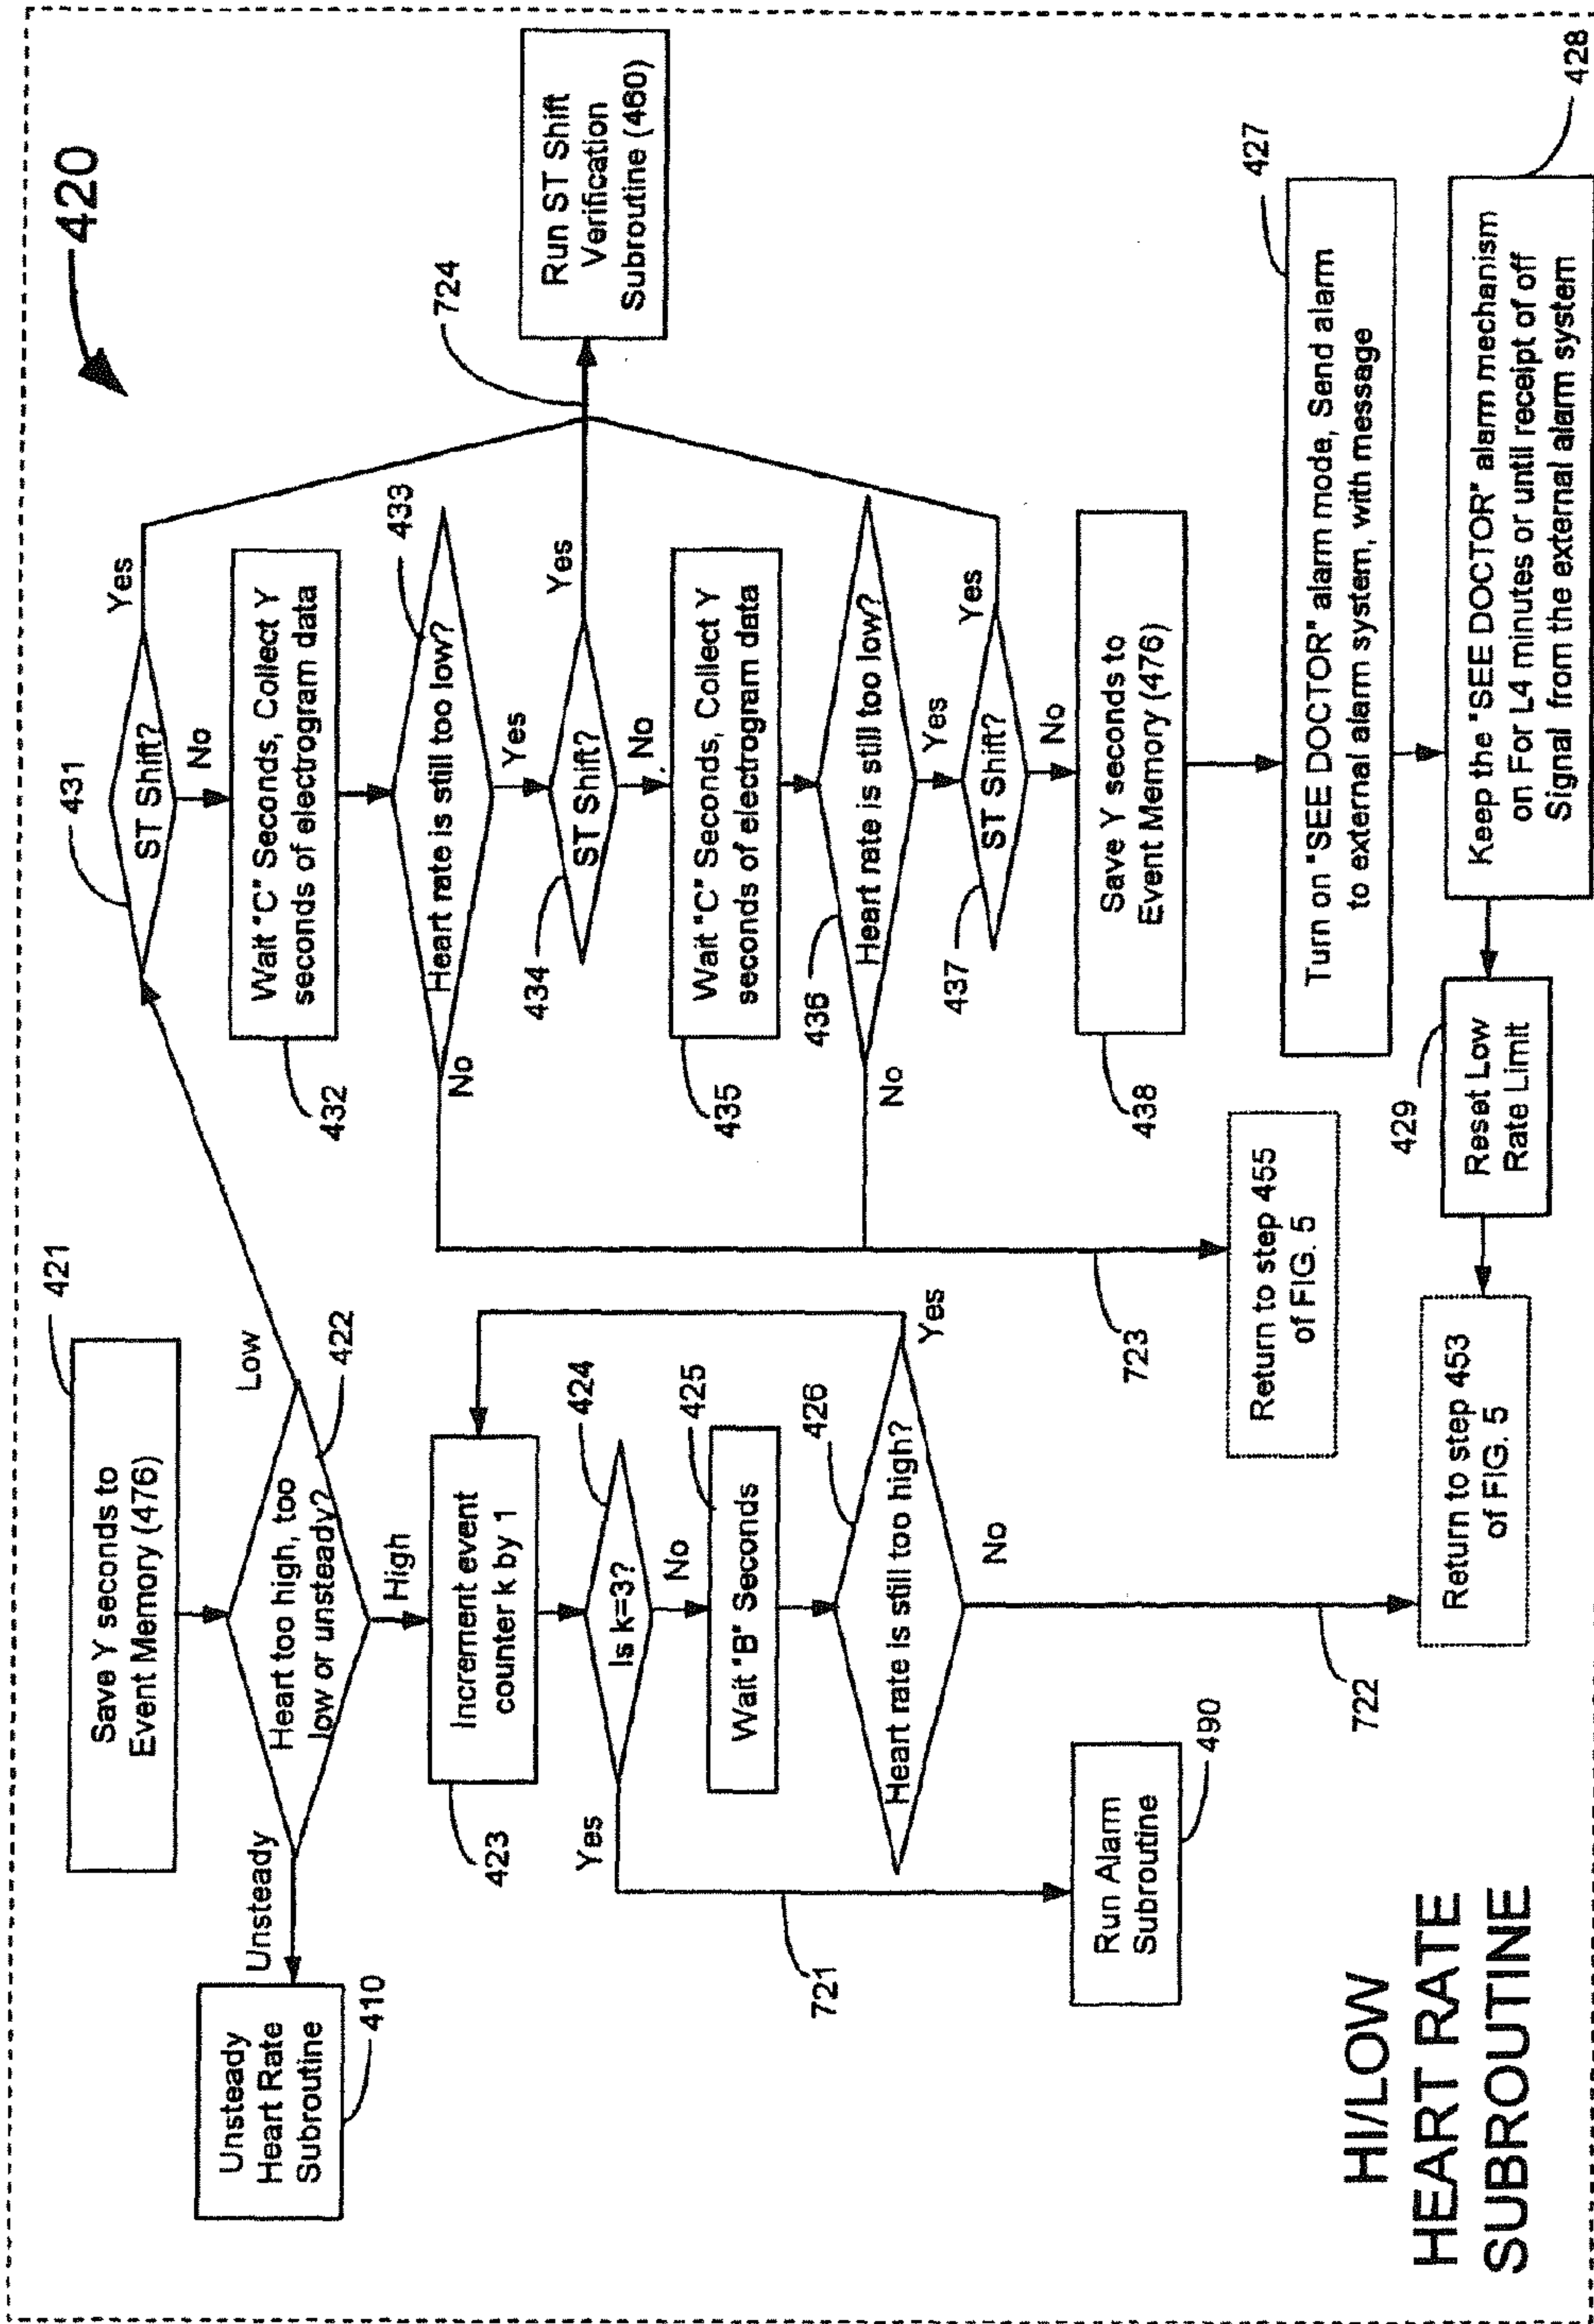 420
421
Save Y seconds to
Event Memory (476)
Heart too high, too
low or unsteady?
422
Unsteady
Low
High
Unsteady
Heart Rate
Subroutine
410
Increment event
counter k by 1
423
424
Is k=3?
Yes
No
425
Wait "B" Seconds
426
Heart rate is still too high?
Yes
No
721
Run Alarm
Subroutine
490
722
Return to step 453
of FIG. 5
431
ST Shift?
Yes
No
Wait "C" Seconds, Collect Y
seconds of electrogram data
432
433
Heart rate is still too low?
No
Yes
434
ST Shift?
Yes
No
724
Run ST Shift
Verification
Subroutine (460)
Wait "C" Seconds, Collect Y
seconds of electrogram data
435
436
Heart rate is still too low?
No
Yes
437
ST Shift?
Yes
No
Save Y seconds to
Event Memory (476)
438
723
Return to step 455
of FIG. 5
427
Turn on "SEE DOCTOR" alarm mode, Send alarm
to external alarm system, with message
Keep the "SEE DOCTOR" alarm mechanism
on For L4 minutes or until receipt of off
Signal from the external alarm system
428
429
Reset Low
Rate Limit
HI/LOW
HEART RATE
SUBROUTINE